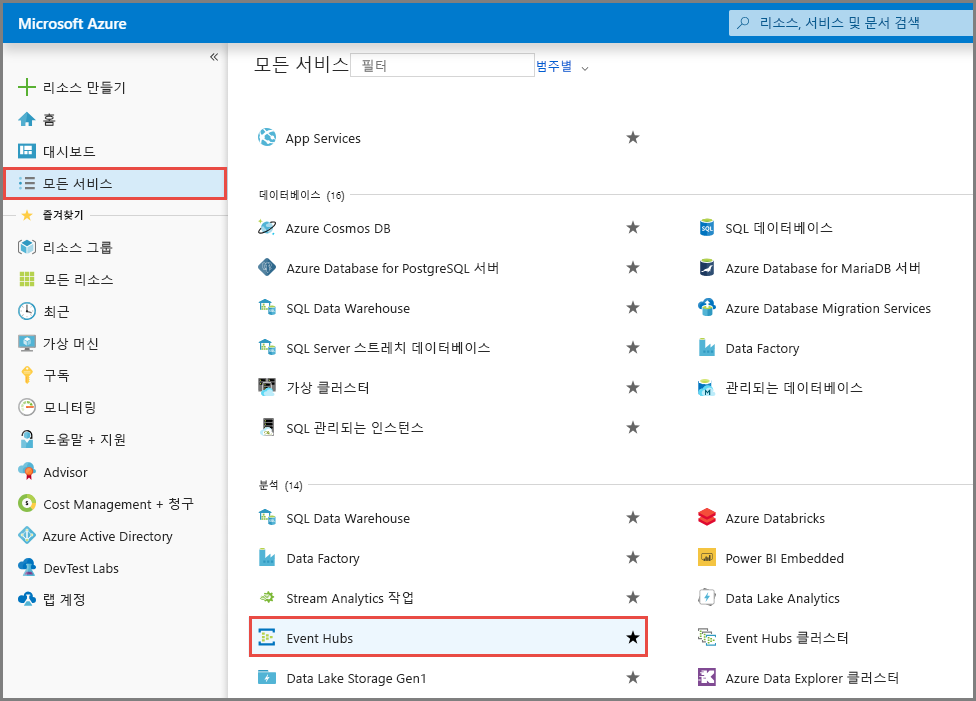 Microsoft Azure
리소스, 서비스 및 문서 검색
«
리소스 만들기
홈
대시보드
모든 서비스
즐겨찾기
리소스 그룹
모든 리소스
최근
가상 머신
구독
모니터링
도움말 + 지원
Advisor
Cost Management + 청구
Azure Active Directory
DevTest Labs
랩 계정
모든 서비스
필터
범주별
App Services
데이터베이스 (16)
Azure Cosmos DB
SQL 데이터베이스
Azure Database for PostgreSQL 서버
Azure Database for MariaDB 서버
SQL Data Warehouse
Azure Database Migration Services
SQL Server 스트레치 데이터베이스
Data Factory
가상 클러스터
관리되는 데이터베이스
SQL 관리되는 인스턴스
분석 (14)
SQL Data Warehouse
Azure Databricks
Data Factory
Power BI Embedded
Stream Analytics 작업
Data Lake Analytics
Event Hubs
Event Hubs 클러스터
Data Lake Storage Gen1
Azure Data Explorer 클러스터